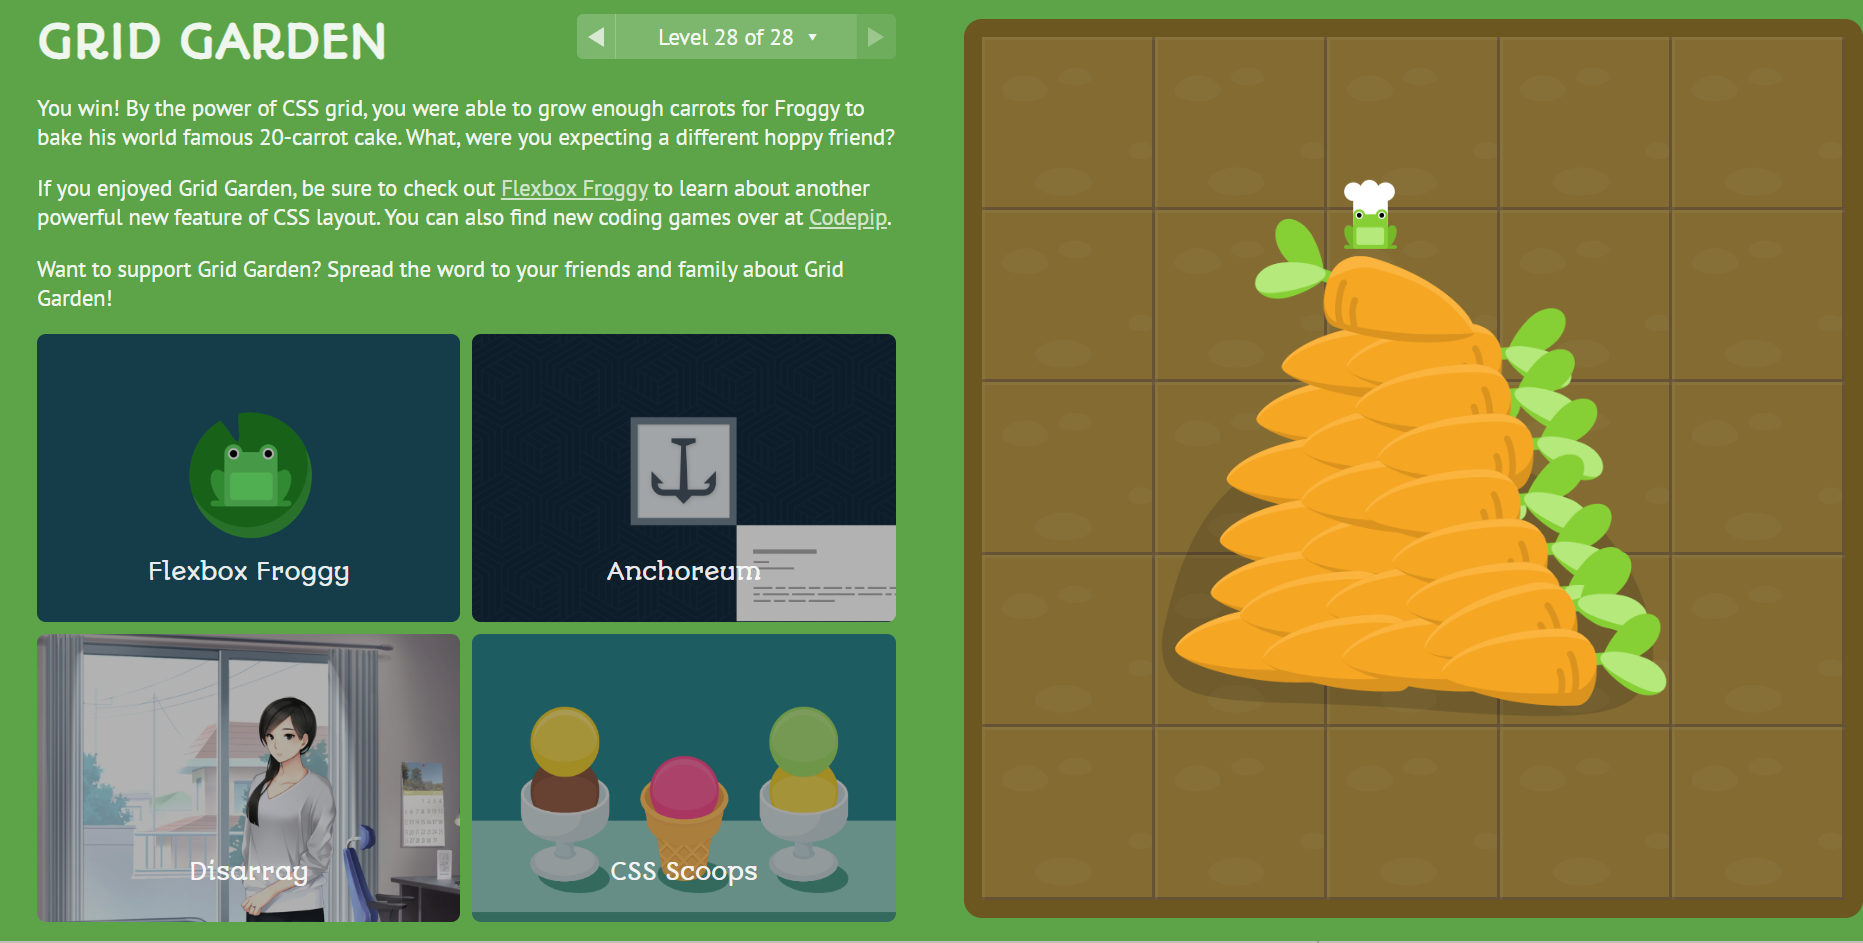 GRID GARDEN
Level 28 of 28
You win! By the power of CSS grid, you were able to grow enough carrots for Froggy to
bake his world famous 20-carrot cake. What, were you expecting a different hoppy friend?
If you enjoyed Grid Garden, be sure to check out Flexbox Froggy to learn about another
powerful new feature of CSS layout. You can also find new coding games over at Codepip.
Want to support Grid Garden? Spread the word to your friends and family about Grid
Garden!
Flexbox Froggy
Anchoreum
Disarray
CSS Scoops